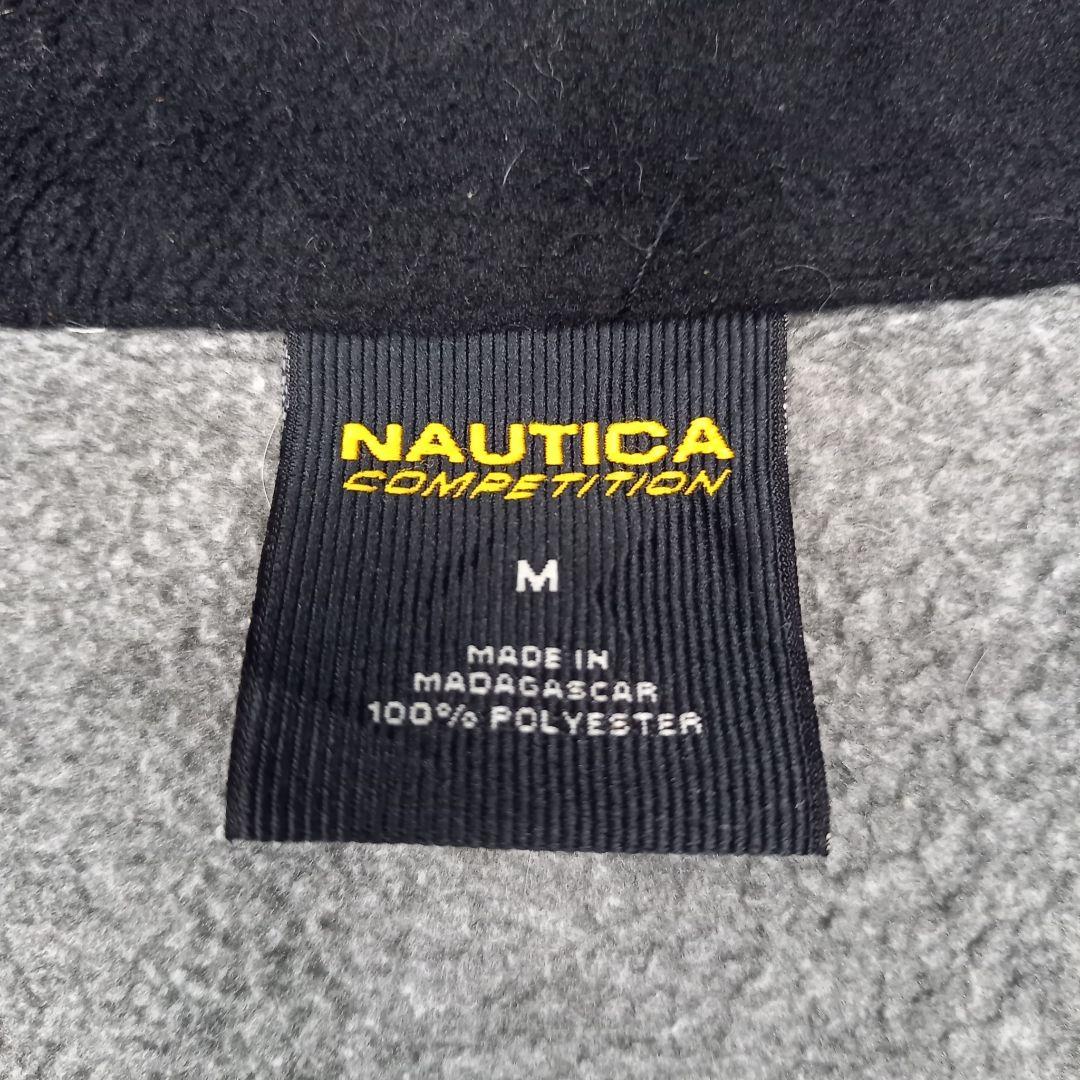 NAUTICA
COMPETITION
M
MADE IN
MADAGASCAR
100% POLYESTER